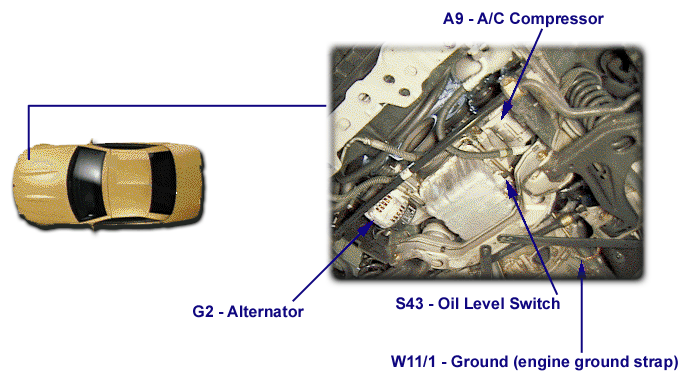 A9 - A/C Compressor
G2 - Alternator
S43 - Oil Level Switch
W11/1 - Ground (engine ground strap)